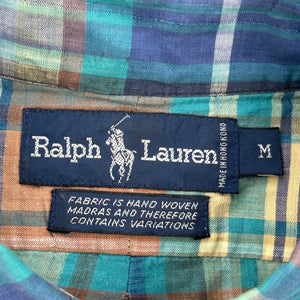 Ralph Lauren
MADE IN HONG KONG
M
FABRIC IS HAND WOVEN
MADRAS AND THEREFORE
CONTAINS VARIATIONS